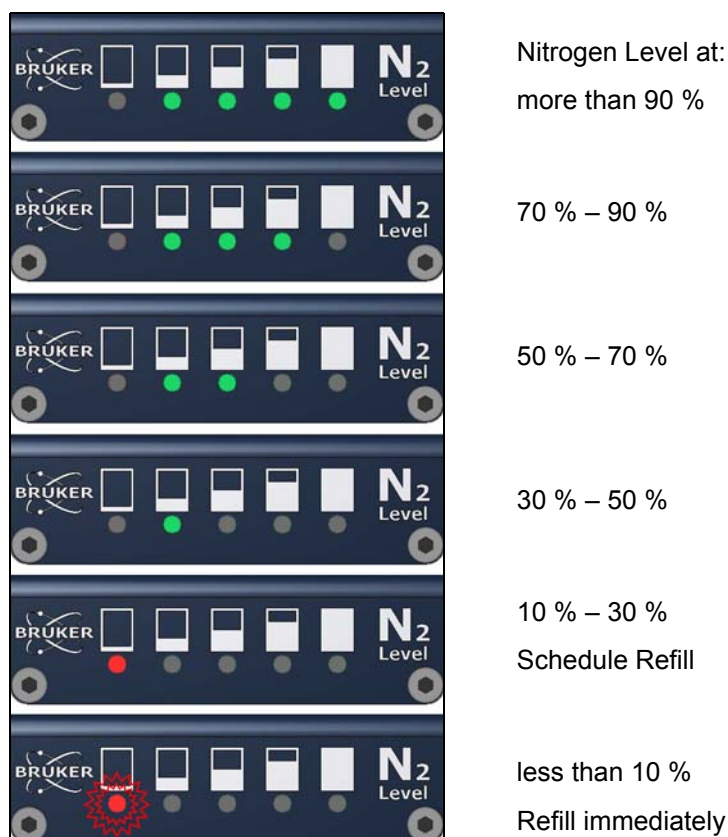 BRUKER N2 Level
Nitrogen Level at:
more than 90 %
BRUKER N2 Level
70 % – 90 %
BRUKER N2 Level
50 % – 70 %
BRUKER N2 Level
30 % – 50 %
BRUKER N2 Level
10 % – 30 %
Schedule Refill
BRUKER N2 Level
less than 10 %
Refill immediately